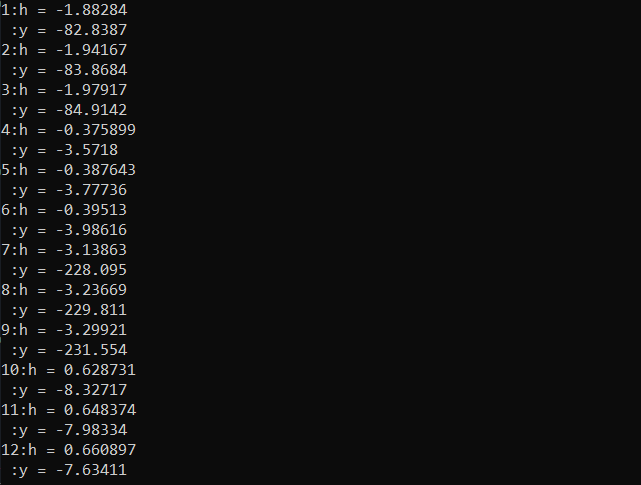 1:h = -1.88284
:y = -82.8387
2:h = -1.94167
:y = -83.8684
3:h = -1.97917
:y = -84.9142
4:h = -0.375899
:y = -3.5718
5:h = -0.387643
:y = -3.77736
6:h = -0.39513
:y = -3.98616
7:h = -3.13863
:y = -228.095
8:h = -3.23669
:y = -229.811
9:h = -3.29921
:y = -231.554
10:h = 0.628731
:y = -8.32717
11:h = 0.648374
:y = -7.98334
12:h = 0.660897
:y = -7.63411